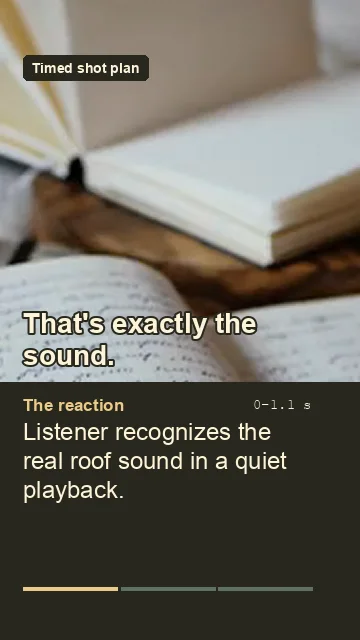 Timed shot plan
That's exactly the
sound.
The reaction
0–1.1 s
Listener recognizes the
real roof sound in a quiet
playback.